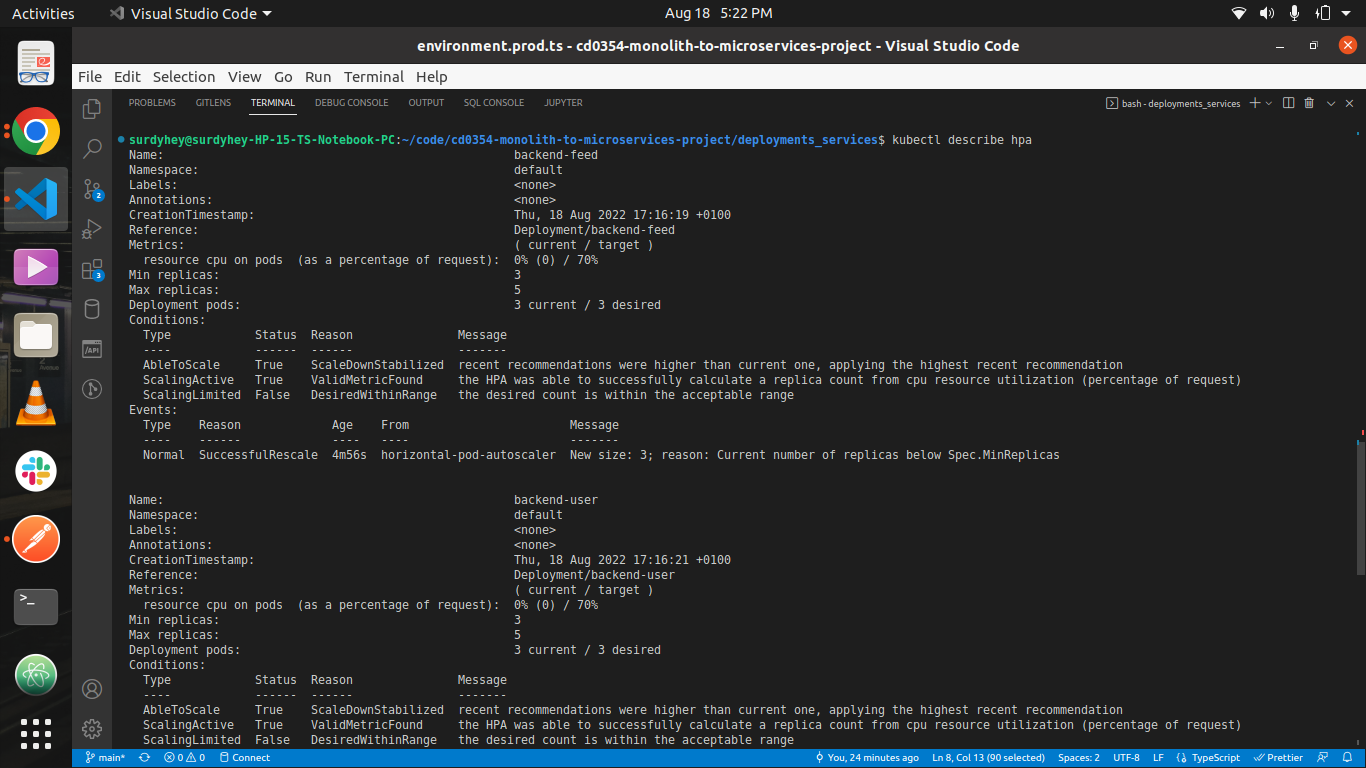 Activities Visual Studio Code Aug 18 5:22 PM
environment.prod.ts - cd0354-monolith-to-microservices-project - Visual Studio Code
File Edit Selection View Go Run Terminal Help
PROBLEMS GITLENS TERMINAL DEBUG CONSOLE OUTPUT SQL CONSOLE JUPYTER bash - deployments_services
surdyhey@surdyhey-HP-15-TS-Notebook-PC:~/code/cd0354-monolith-to-microservices-project/deployments_services$ kubectl describe hpa
Name: backend-feed
Namespace: default
Labels: <none>
Annotations: <none>
CreationTimestamp: Thu, 18 Aug 2022 17:16:19 +0100
Reference: Deployment/backend-feed
Metrics: ( current / target )
resource cpu on pods (as a percentage of request): 0% (0) / 70%
Min replicas: 3
Max replicas: 5
Deployment pods: 3 current / 3 desired
Conditions:
Type Status Reason Message
---- ------ ------ -------
AbleToScale True ScaleDownStabilized recent recommendations were higher than current one, applying the highest recent recommendation
ScalingActive True ValidMetricFound the HPA was able to successfully calculate a replica count from cpu resource utilization (percentage of request)
ScalingLimited False DesiredWithinRange the desired count is within the acceptable range
Events:
Type Reason Age From Message
---- ------ ---- ---- -------
Normal SuccessfulRescale 4m56s horizontal-pod-autoscaler New size: 3; reason: Current number of replicas below Spec.MinReplicas
Name: backend-user
Namespace: default
Labels: <none>
Annotations: <none>
CreationTimestamp: Thu, 18 Aug 2022 17:16:21 +0100
Reference: Deployment/backend-user
Metrics: ( current / target )
resource cpu on pods (as a percentage of request): 0% (0) / 70%
Min replicas: 3
Max replicas: 5
Deployment pods: 3 current / 3 desired
Conditions:
Type Status Reason Message
---- ------ ------ -------
AbleToScale True ScaleDownStabilized recent recommendations were higher than current one, applying the highest recent recommendation
ScalingActive True ValidMetricFound the HPA was able to successfully calculate a replica count from cpu resource utilization (percentage of request)
ScalingLimited False DesiredWithinRange the desired count is within the acceptable range
2
3
/API
>_
main* 0 0 Connect You, 24 minutes ago Ln 8, Col 13 (90 selected) Spaces: 2 UTF-8 LF {} TypeScript Prettier